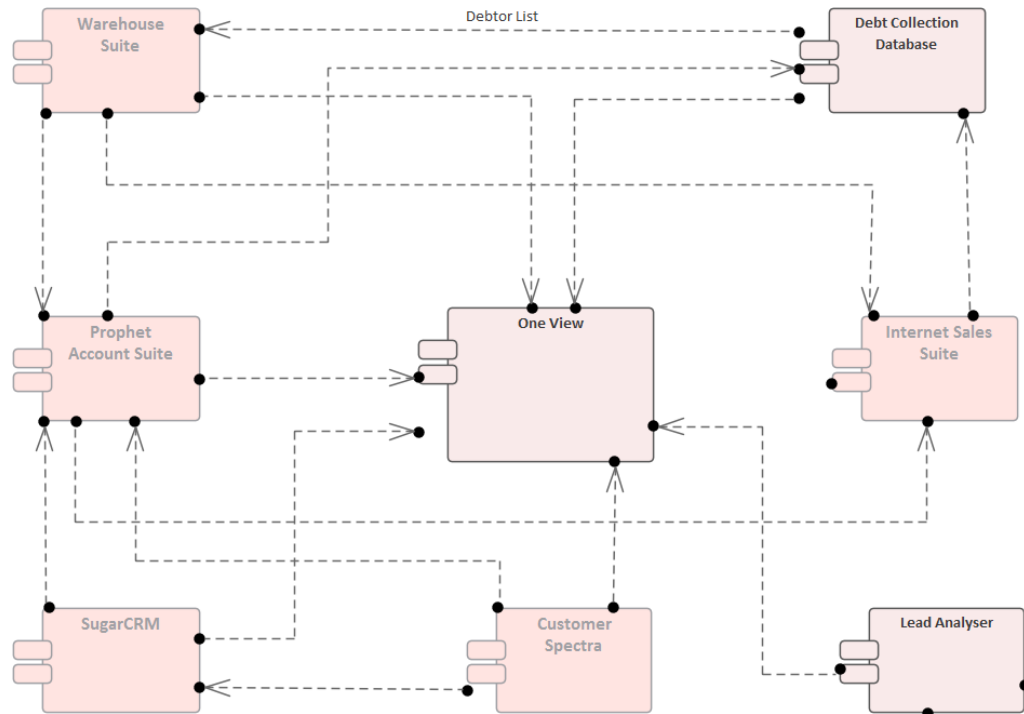 Debtor List
Warehouse
Suite
Debt Collection
Database
Prophet
Account Suite
One View
Internet Sales
Suite
SugarCRM
Customer
Spectra
Lead Analyser